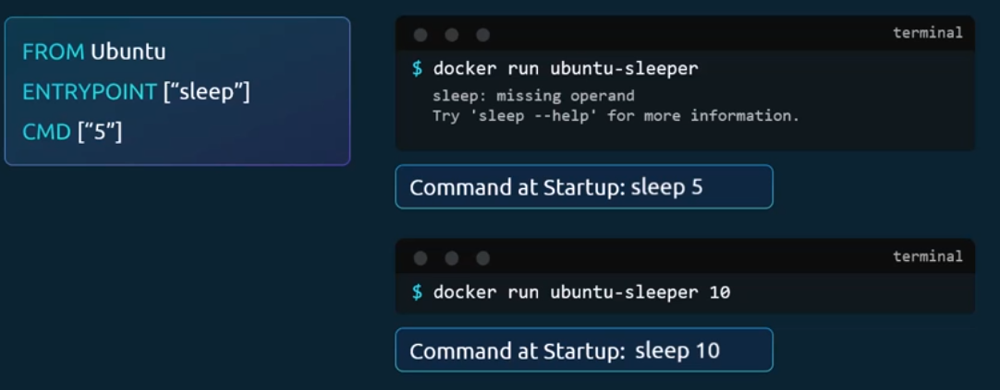 FROM Ubuntu
ENTRYPOINT [“sleep”]
CMD [“5”]
terminal
$ docker run ubuntu-sleeper
sleep: missing operand
Try 'sleep --help' for more information.
Command at Startup: sleep 5
terminal
$ docker run ubuntu-sleeper 10
Command at Startup: sleep 10